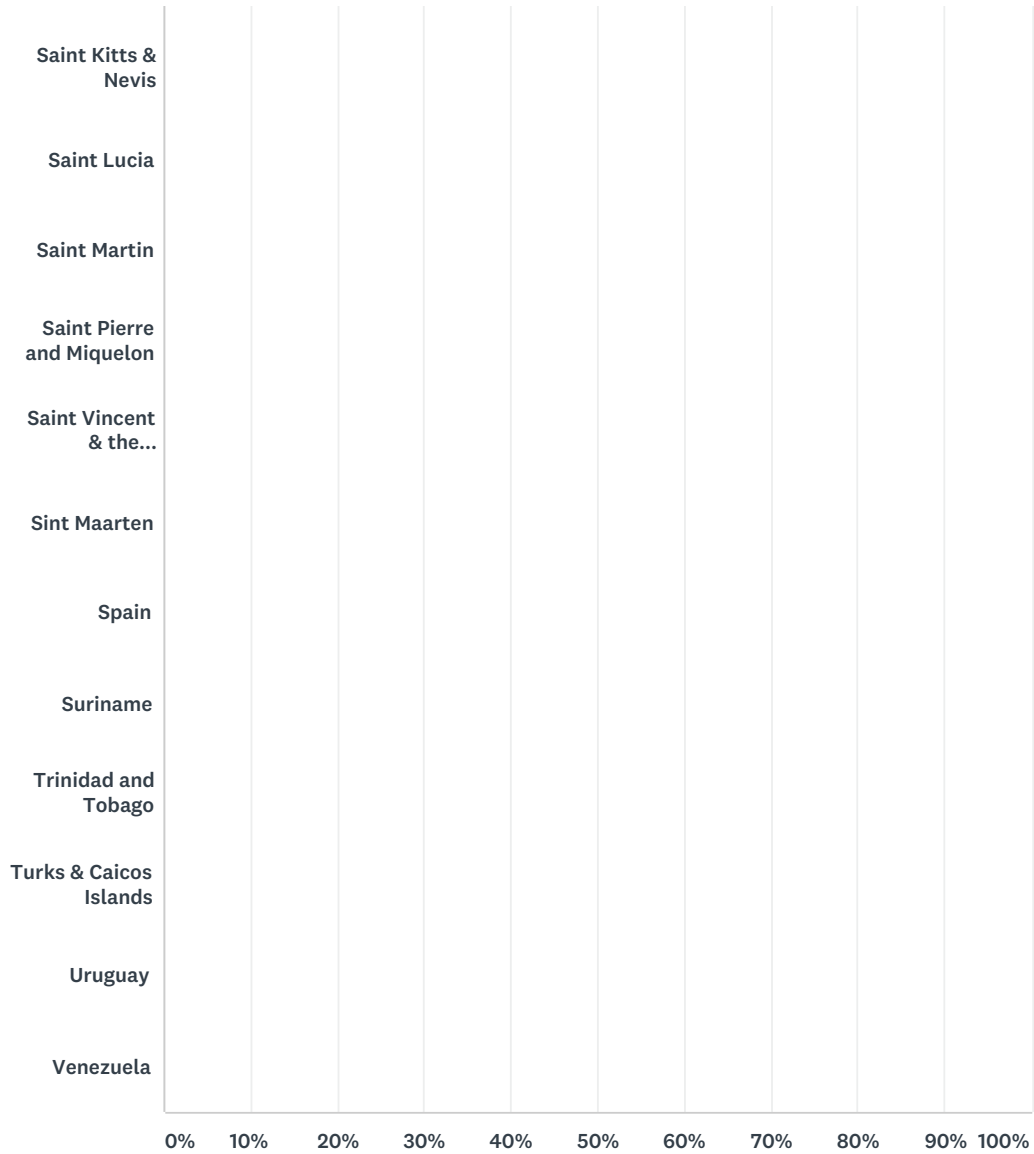 Saint Kitts &
Nevis
Saint Lucia
Saint Martin
Saint Pierre
and Miquelon
Saint Vincent
& the...
Sint Maarten
Spain
Suriname
Trinidad and
Tobago
Turks & Caicos
Islands
Uruguay
Venezuela
0% 10% 20% 30% 40% 50% 60% 70% 80% 90% 100%